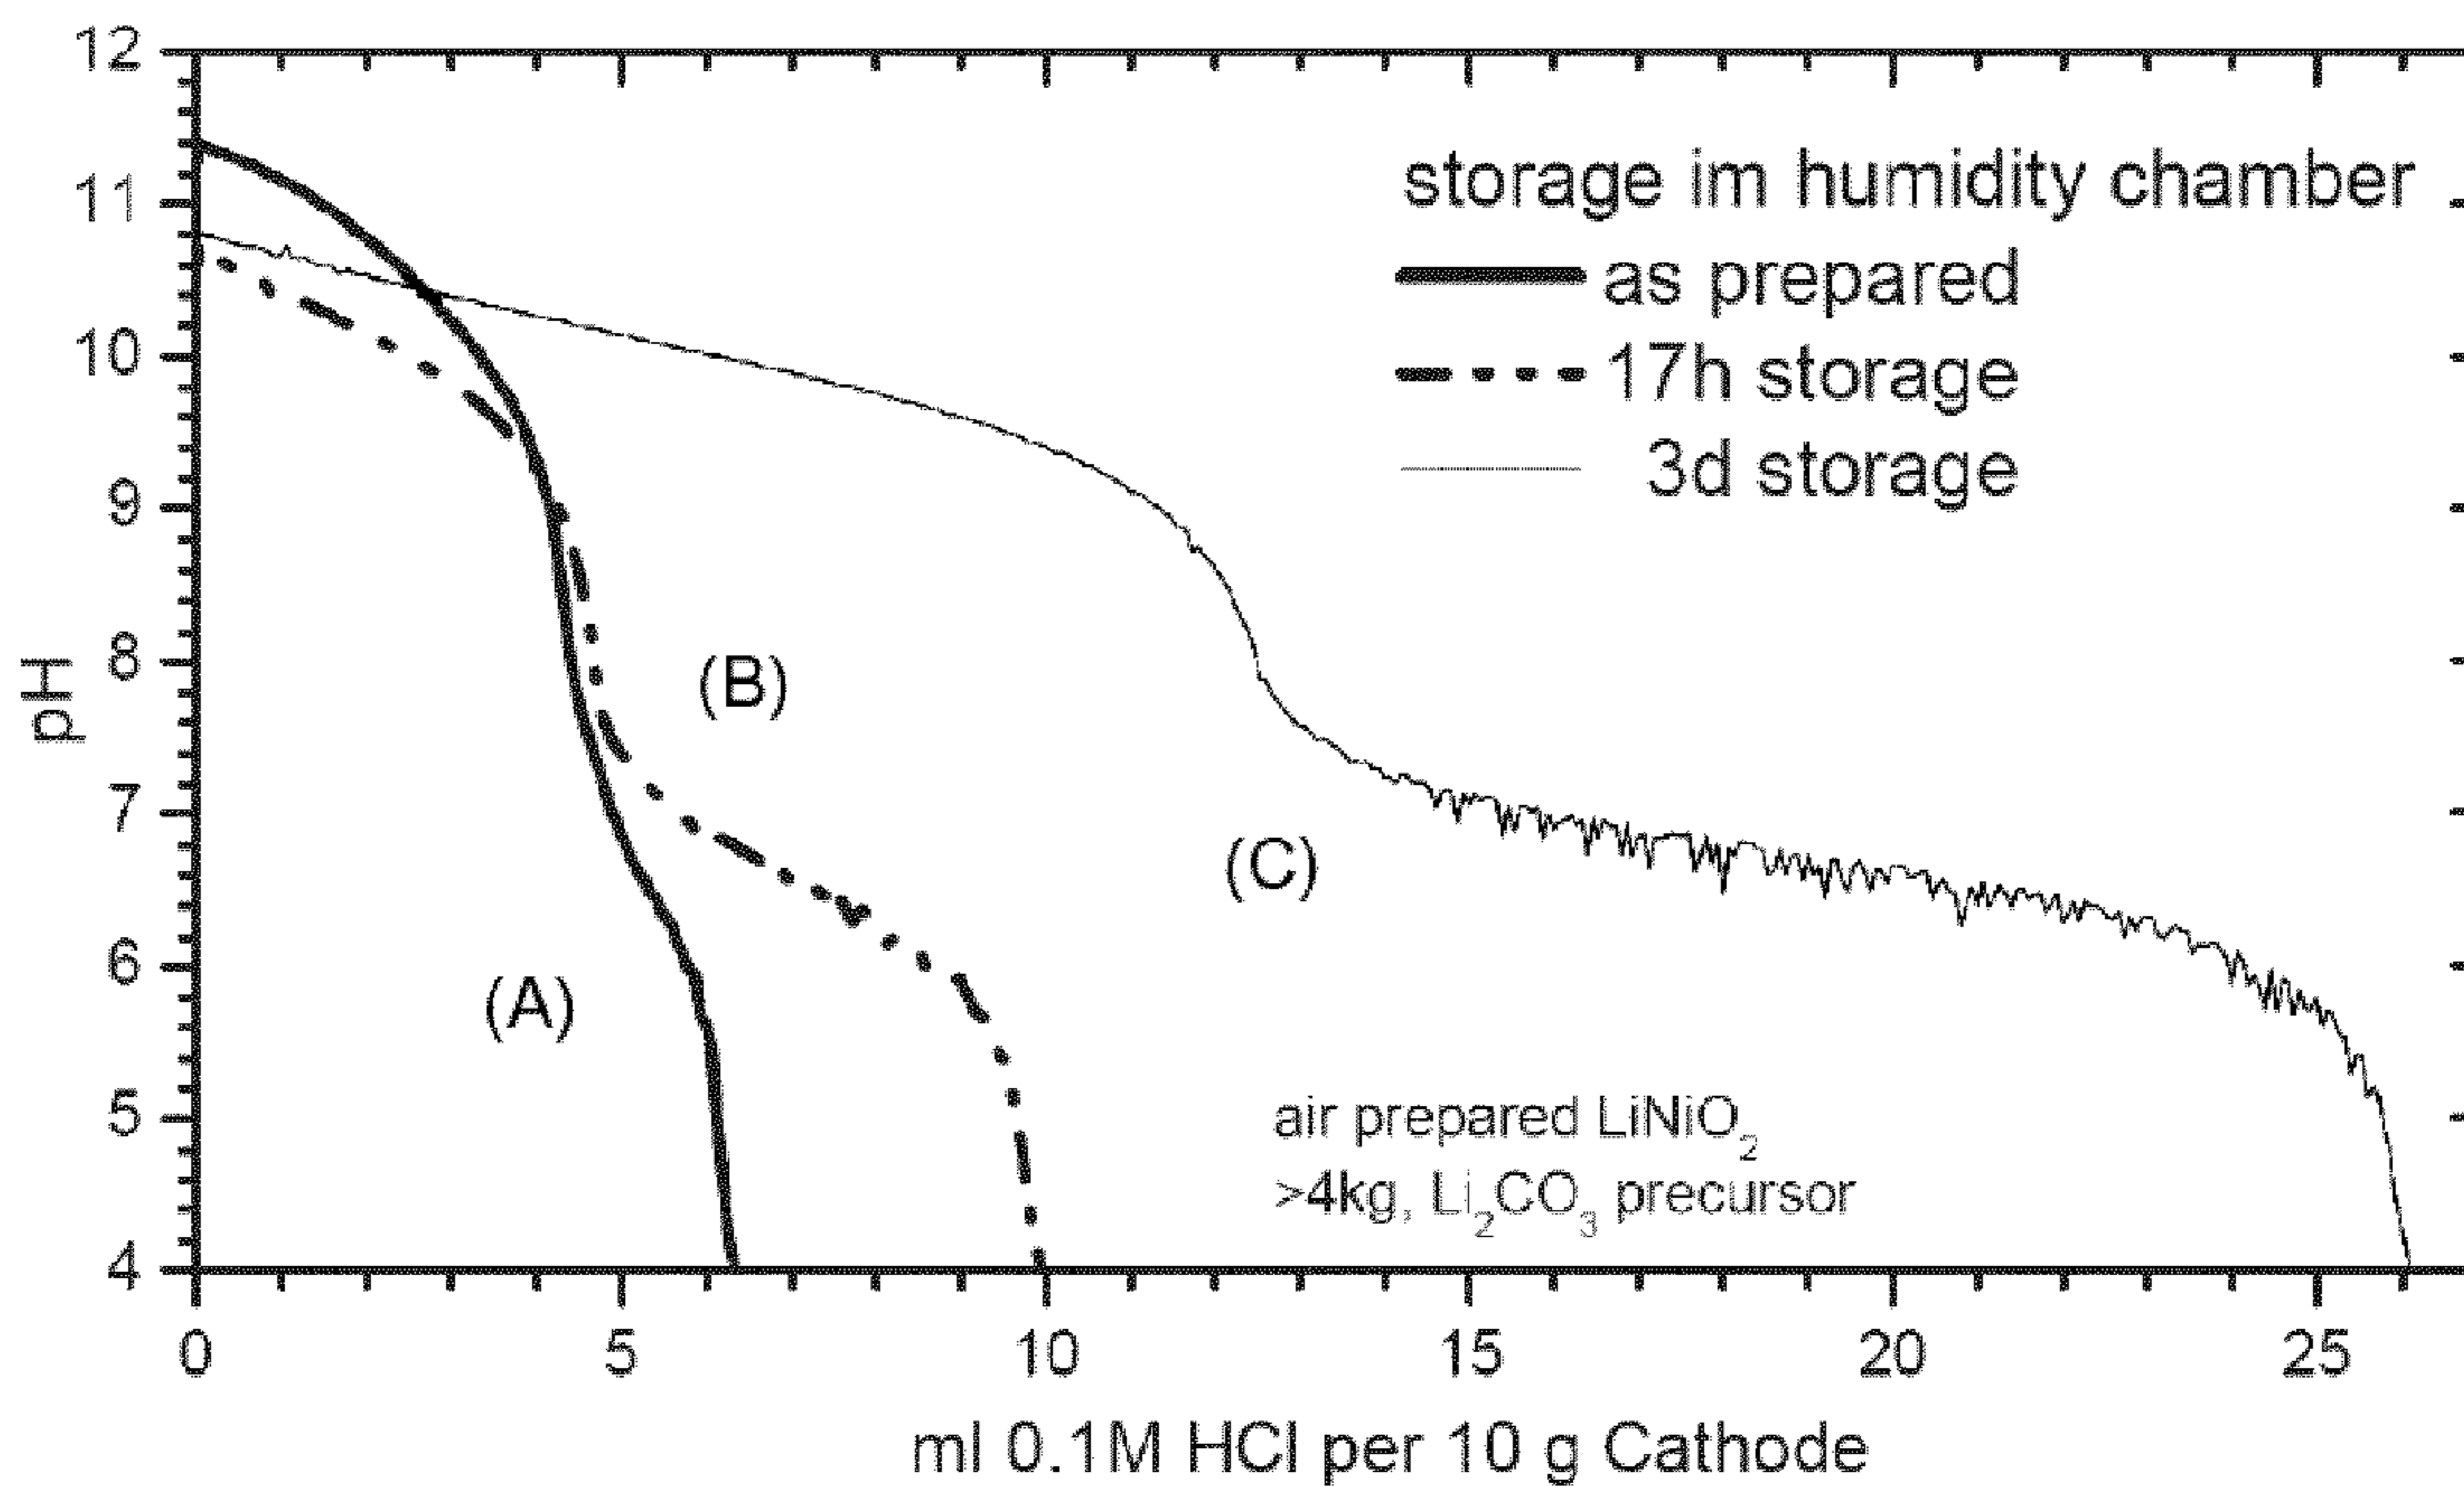 12
11
10
9
8
7
6
5
4
pH
storage im humidity chamber
as prepared
17h storage
3d storage
(B)
(C)
(A)
air prepared LiNiO₂
>4kg, Li₂CO₃ precursor
0 5 10 15 20 25
ml 0.1M HCl per 10 g Cathode